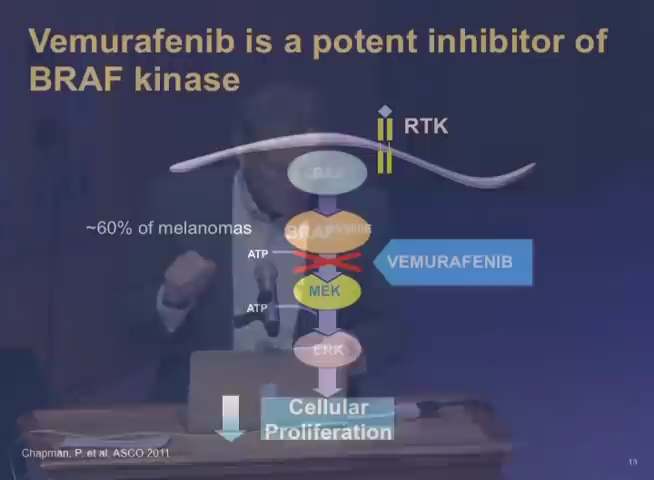 Vemurafenib is a potent inhibitor of
BRAF kinase
RTK
~60% of melanomas
BRAF
ATP
VEMURAFENIB
MEK
ATP
ERK
Cellular
Proliferation
Chapman, P. et al. ASCO 2011
13